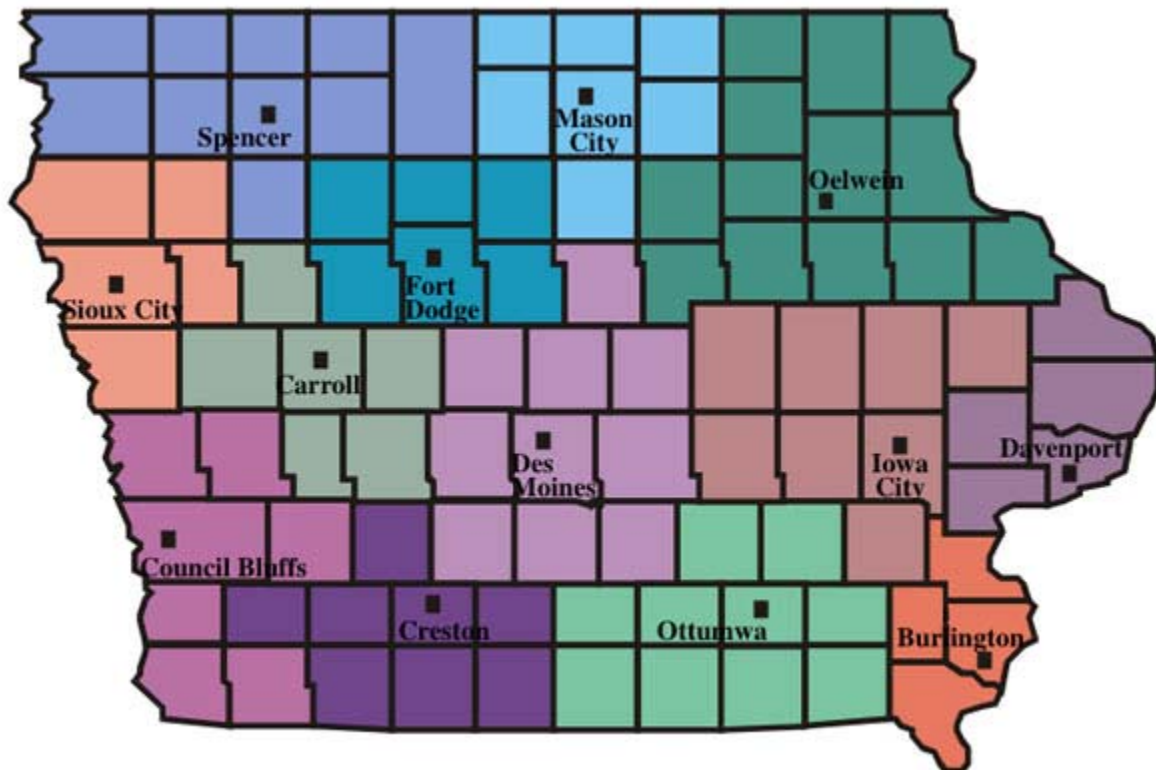 Spencer
Mason
City
Oelwein
Sioux City
Fort
Dodge
Carroll
Des
Moines
Iowa
City
Davenport
Council Bluffs
Creston
Ottumwa
Burlington